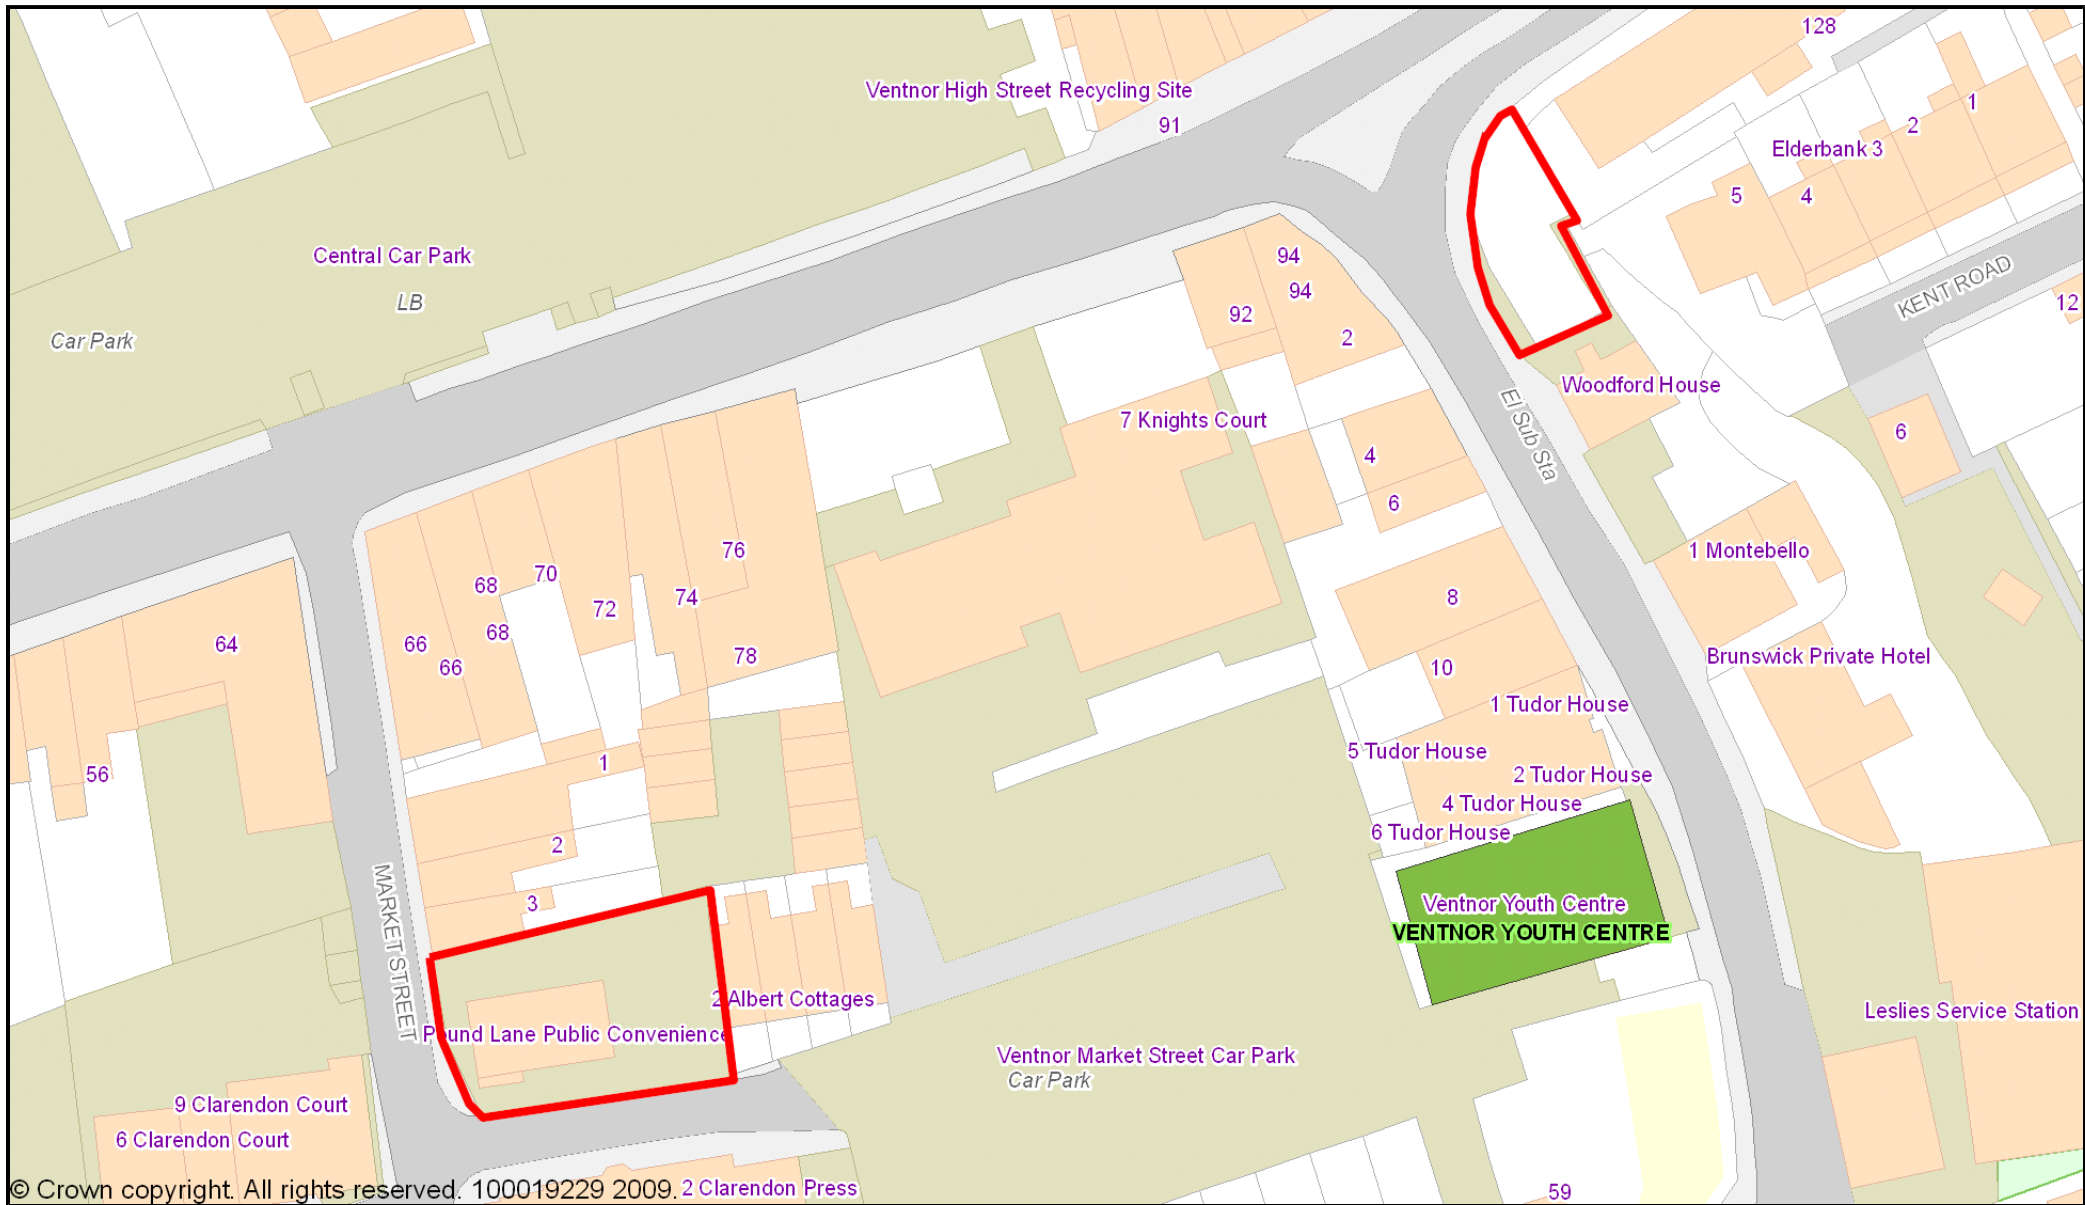 128
Ventnor High Street Recycling Site
1
91
2
Elderbank 3
5
4
94
Central Car Park
KENT ROAD
94
LB
12
92
Car Park
2
Woodford House
7 Knights Court
El Sub Sta
6
4
6
76
1 Montebello
70
68
74
8
72
68
66
64
78
Brunswick Private Hotel
66
10
1 Tudor House
5 Tudor House
1
56
2 Tudor House
4 Tudor House
6 Tudor House
2
3
Ventnor Youth Centre
VENTNOR YOUTH CENTRE
MARKET STREET
2 Albert Cottages
Leslies Service Station
Pound Lane Public Convenience
Ventnor Market Street Car Park
Car Park
9 Clarendon Court
6 Clarendon Court
© Crown copyright. All rights reserved. 100019229 2009.
2 Clarendon Press
59